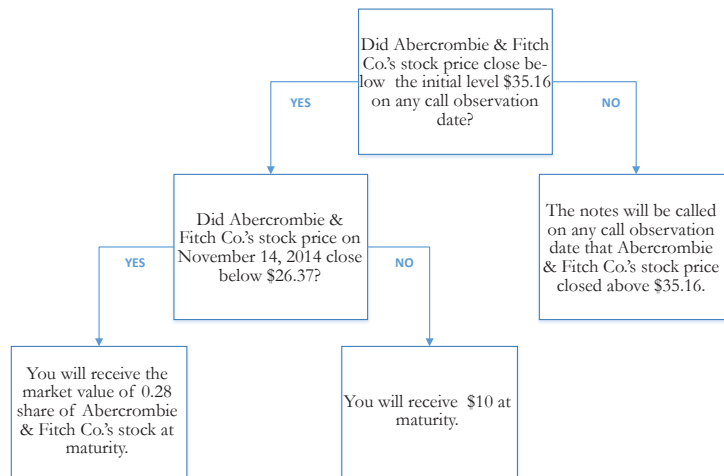 Did Abercrombie & Fitch
Co.'s stock price close be-
low the initial level $35.16
on any call observation
date?
YES
NO
Did Abercrombie &
Fitch Co.'s stock price on
November 14, 2014 close
below $26.37?
The notes will be called
on any call observation
date that Abercrombie
& Fitch Co.'s stock price
closed above $35.16.
YES
NO
You will receive the
market value of 0.28
share of Abercrombie
& Fitch Co.'s stock at
maturity.
You will receive $10 at
maturity.